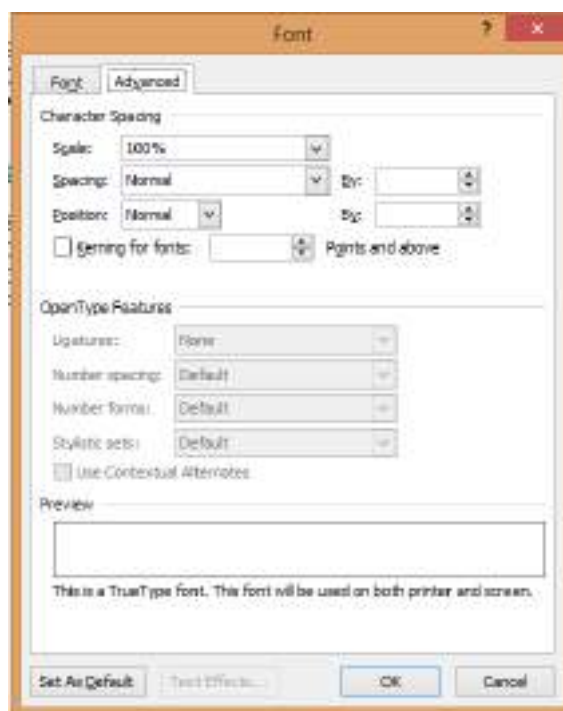 Font ?
Font Advanced
Character Spacing
Scale: 100%
Spacing: Normal By:
Position: Normal By:
Kerning for fonts: Points and above
OpenType Features
Ligatures: None
Number spacing: Default
Number forms: Default
Stylistic sets: Default
Use Contextual Alternates
Preview
This is a TrueType font. This font will be used on both printer and screen.
Set As Default Text Effects... OK Cancel